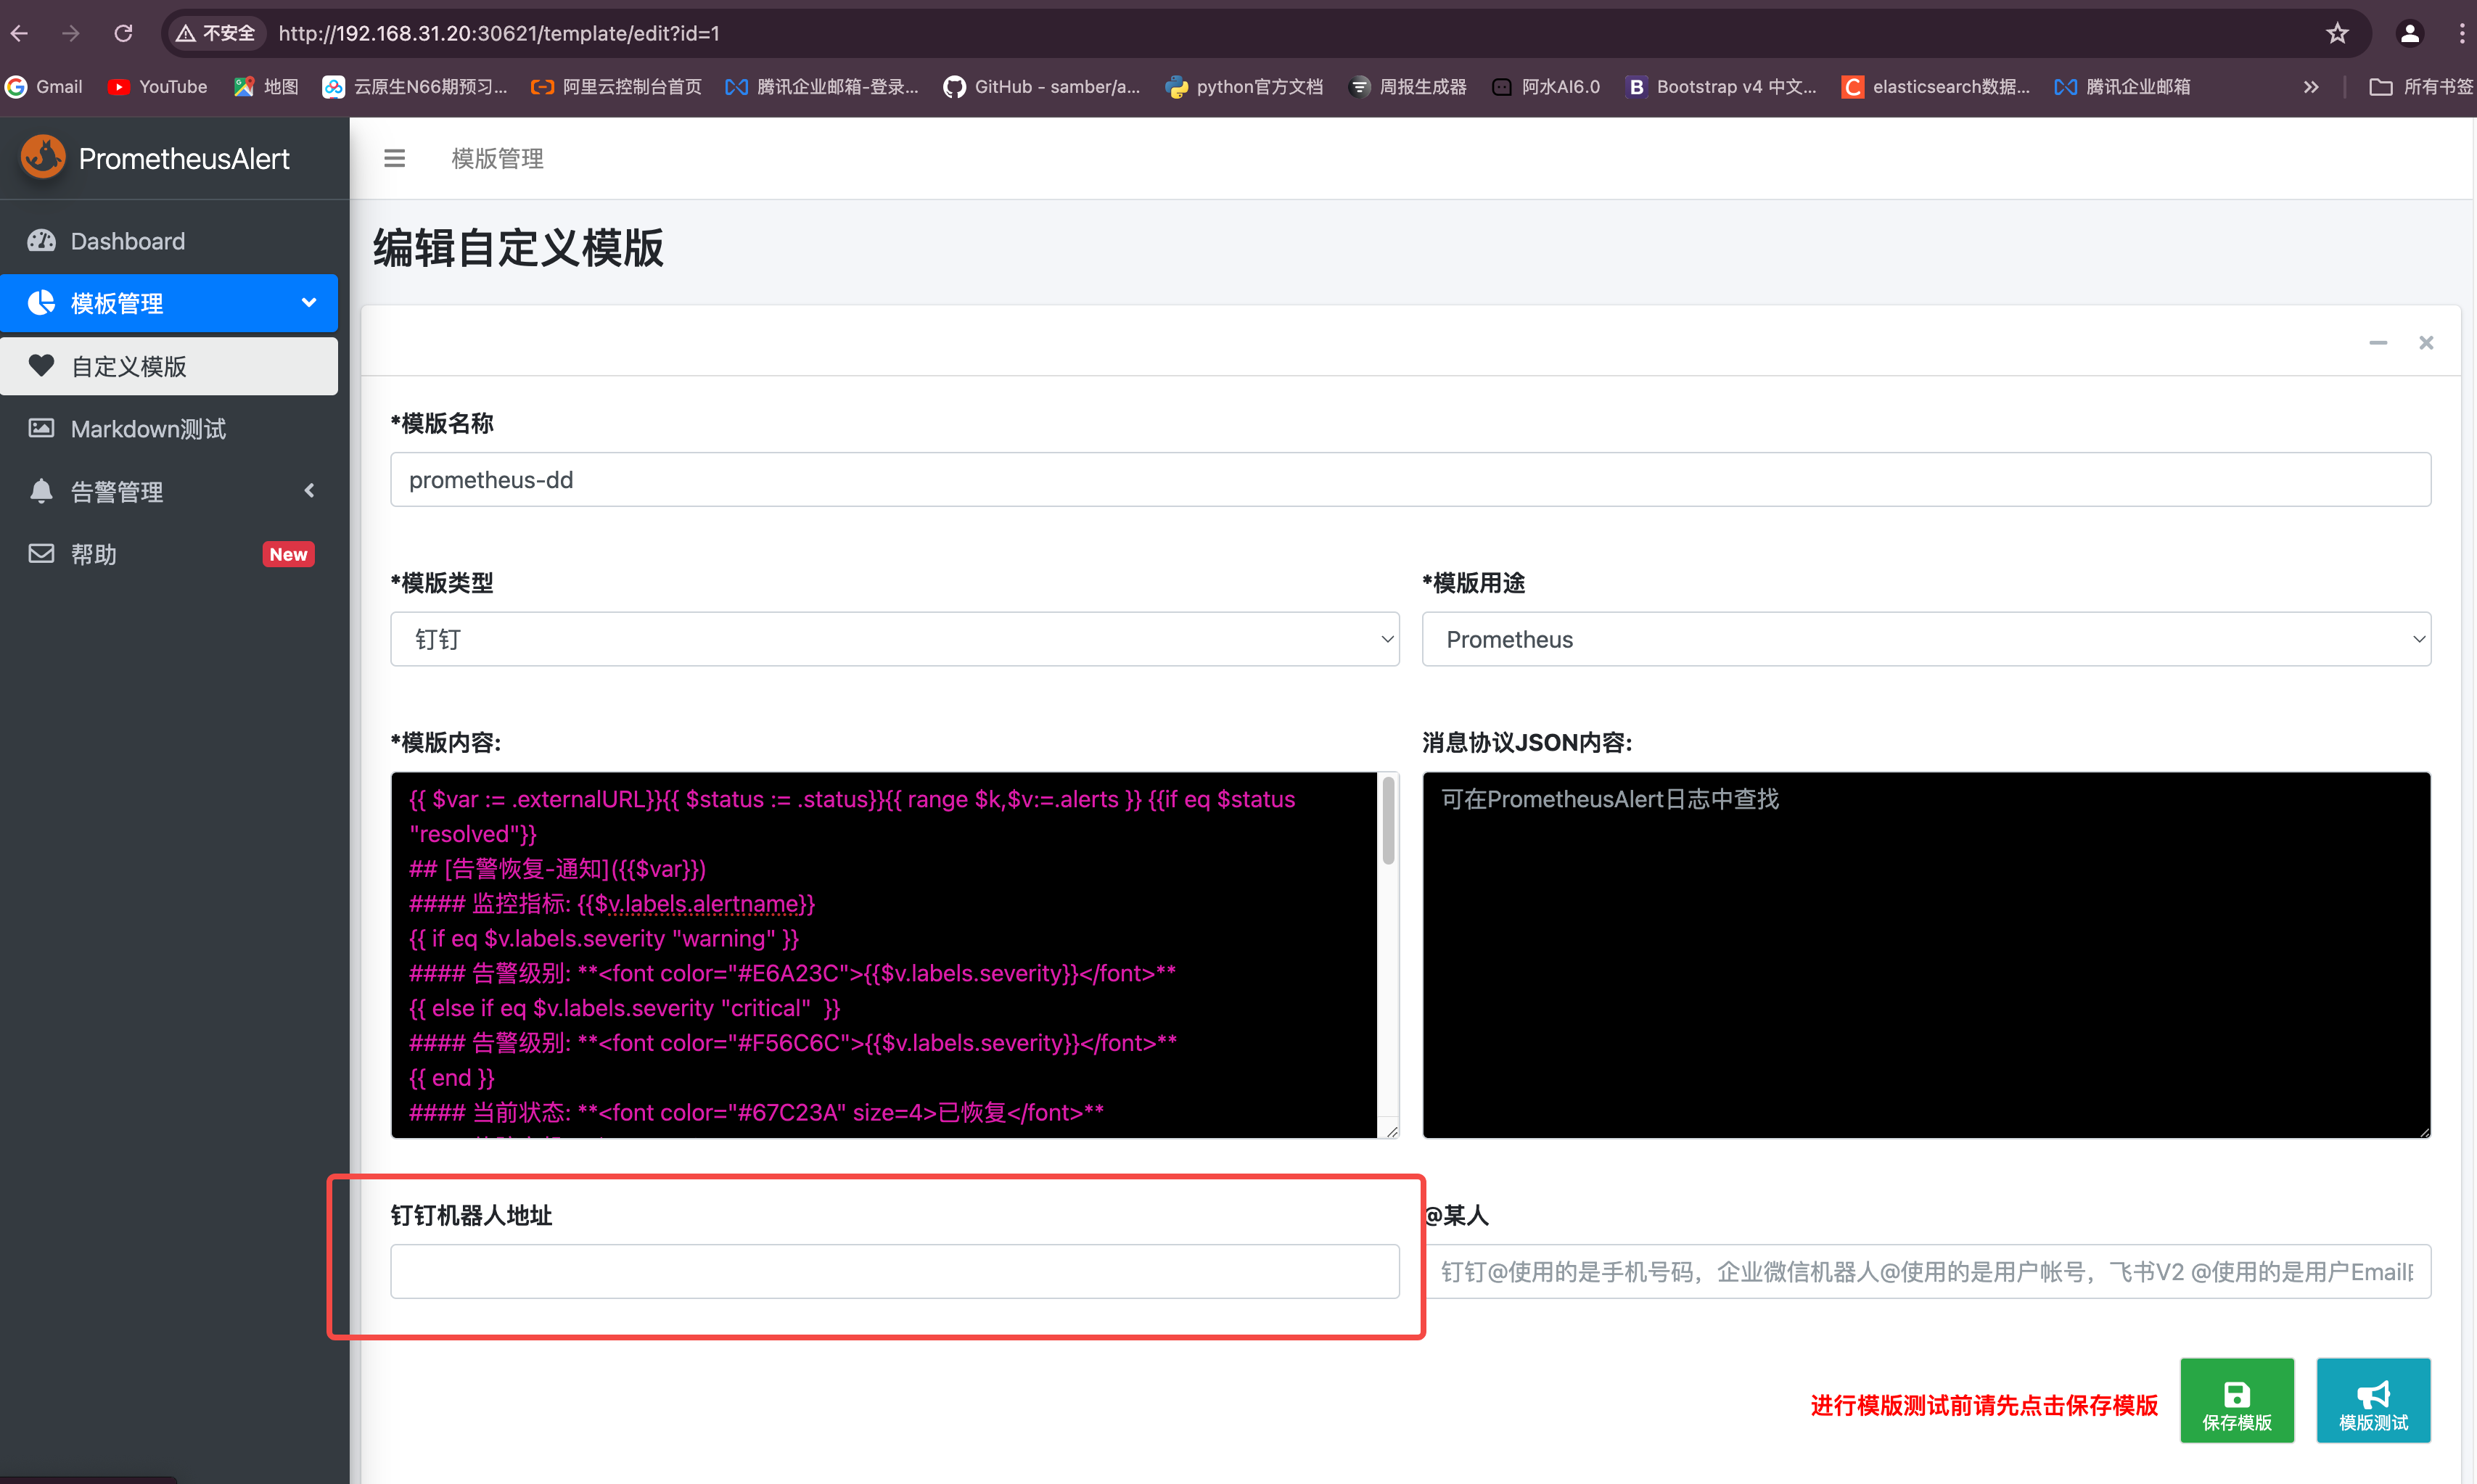 不安全 http://192.168.31.20:30621/template/edit?id=1
Gmail YouTube 地图 云原生N66期预习... 阿里云控制台首页 腾讯企业邮箱-登录... GitHub - samber/a... python官方文档 周报生成器 阿水AI6.0 B Bootstrap v4 中文... C elasticsearch数据... 腾讯企业邮箱 » 所有书签
PrometheusAlert
模版管理
Dashboard
模板管理
自定义模版
Markdown测试
告警管理
帮助 New
编辑自定义模版
*模版名称
prometheus-dd
*模版类型
钉钉
*模版用途
Prometheus
*模版内容:
{{ $var := .externalURL}}{{ $status := .status}}{{ range $k,$v:=.alerts }} {{if eq $status
"resolved"}}
## [告警恢复-通知]({{$var}})
#### 监控指标: {{$v.labels.alertname}}
{{ if eq $v.labels.severity "warning" }}
#### 告警级别: **<font color="#E6A23C">{{$v.labels.severity}}</font>**
{{ else if eq $v.labels.severity "critical"  }}
#### 告警级别: **<font color="#F56C6C">{{$v.labels.severity}}</font>**
{{ end }}
#### 当前状态: **<font color="#67C23A" size=4>已恢复</font>**
消息协议JSON内容:
可在PrometheusAlert日志中查找
钉钉机器人地址
@某人
钉钉@使用的是手机号码，企业微信机器人@使用的是用户帐号，飞书V2 @使用的是用户Email
进行模版测试前请先点击保存模版
保存模版
模版测试